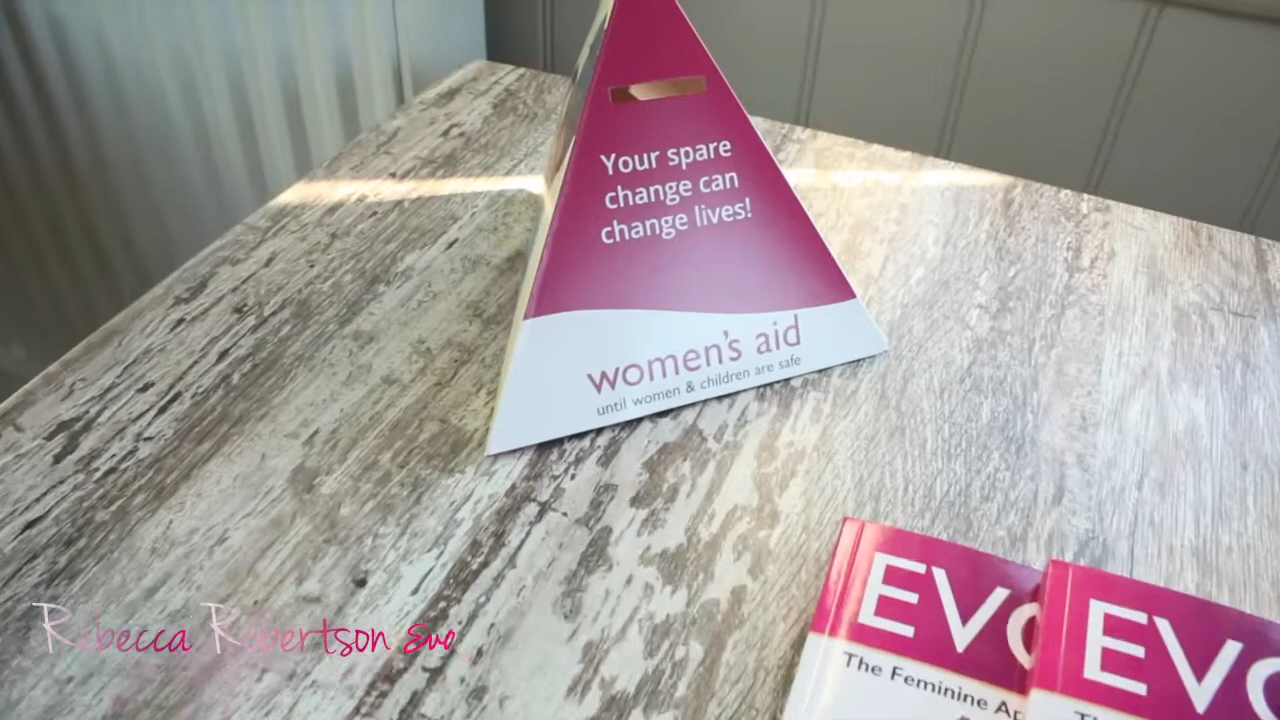 Your spare
change can
change lives!
women's aid
until women & children are safe
EVO
EVO
The Feminine
Rebecca Robertson Evo